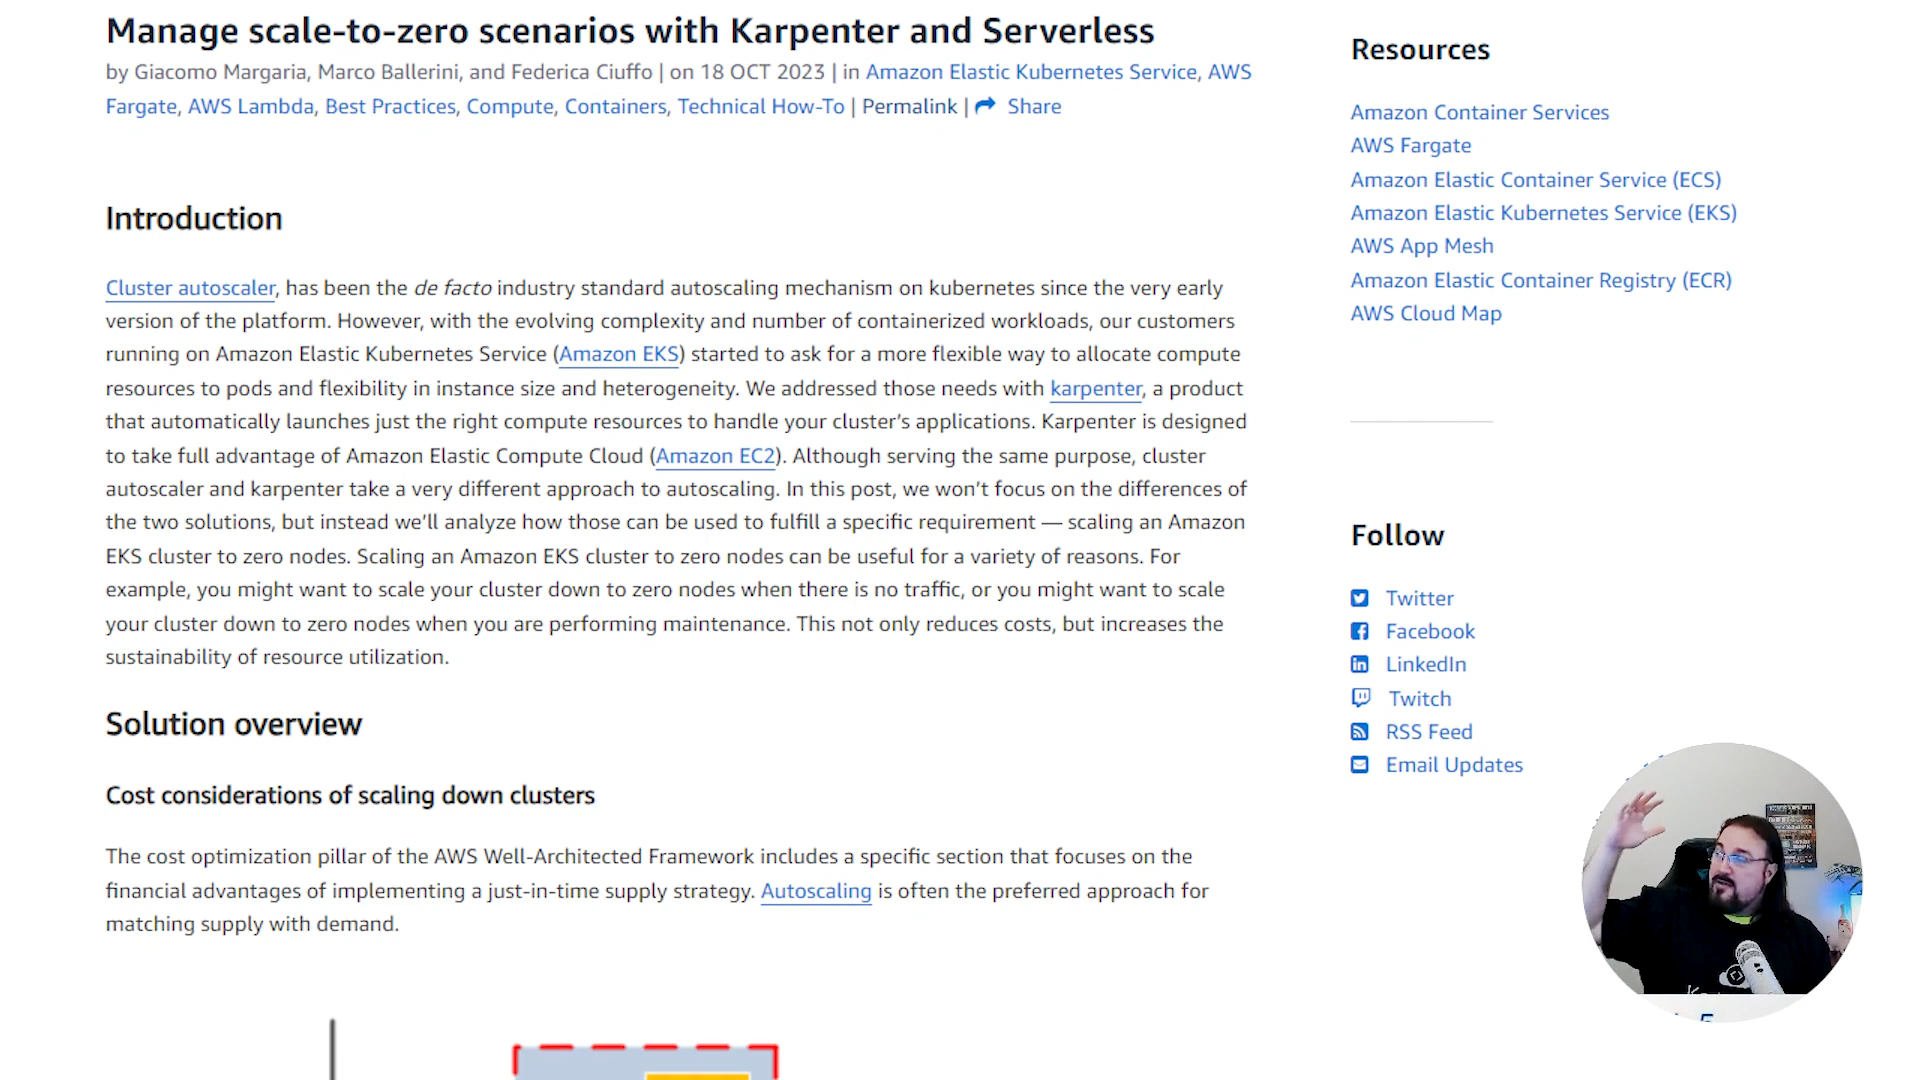 Manage scale-to-zero scenarios with Karpenter and Serverless
by Giacomo Margaria, Marco Ballerini, and Federica Ciuffo | on 18 OCT 2023 | in Amazon Elastic Kubernetes Service, AWS
Fargate, AWS Lambda, Best Practices, Compute, Containers, Technical How-To | Permalink | Share
Introduction
Cluster autoscaler, has been the de facto industry standard autoscaling mechanism on kubernetes since the very early
version of the platform. However, with the evolving complexity and number of containerized workloads, our customers
running on Amazon Elastic Kubernetes Service (Amazon EKS) started to ask for a more flexible way to allocate compute
resources to pods and flexibility in instance size and heterogeneity. We addressed those needs with karpenter, a product
that automatically launches just the right compute resources to handle your cluster’s applications. Karpenter is designed
to take full advantage of Amazon Elastic Compute Cloud (Amazon EC2). Although serving the same purpose, cluster
autoscaler and karpenter take a very different approach to autoscaling. In this post, we won’t focus on the differences of
the two solutions, but instead we’ll analyze how those can be used to fulfill a specific requirement — scaling an Amazon
EKS cluster to zero nodes. Scaling an Amazon EKS cluster to zero nodes can be useful for a variety of reasons. For
example, you might want to scale your cluster down to zero nodes when there is no traffic, or you might want to scale
your cluster down to zero nodes when you are performing maintenance. This not only reduces costs, but increases the
sustainability of resource utilization.
Solution overview
Cost considerations of scaling down clusters
The cost optimization pillar of the AWS Well-Architected Framework includes a specific section that focuses on the
financial advantages of implementing a just-in-time supply strategy. Autoscaling is often the preferred approach for
matching supply with demand.
Resources
Amazon Container Services
AWS Fargate
Amazon Elastic Container Service (ECS)
Amazon Elastic Kubernetes Service (EKS)
AWS App Mesh
Amazon Elastic Container Registry (ECR)
AWS Cloud Map
Follow
Twitter
Facebook
LinkedIn
Twitch
RSS Feed
Email Updates